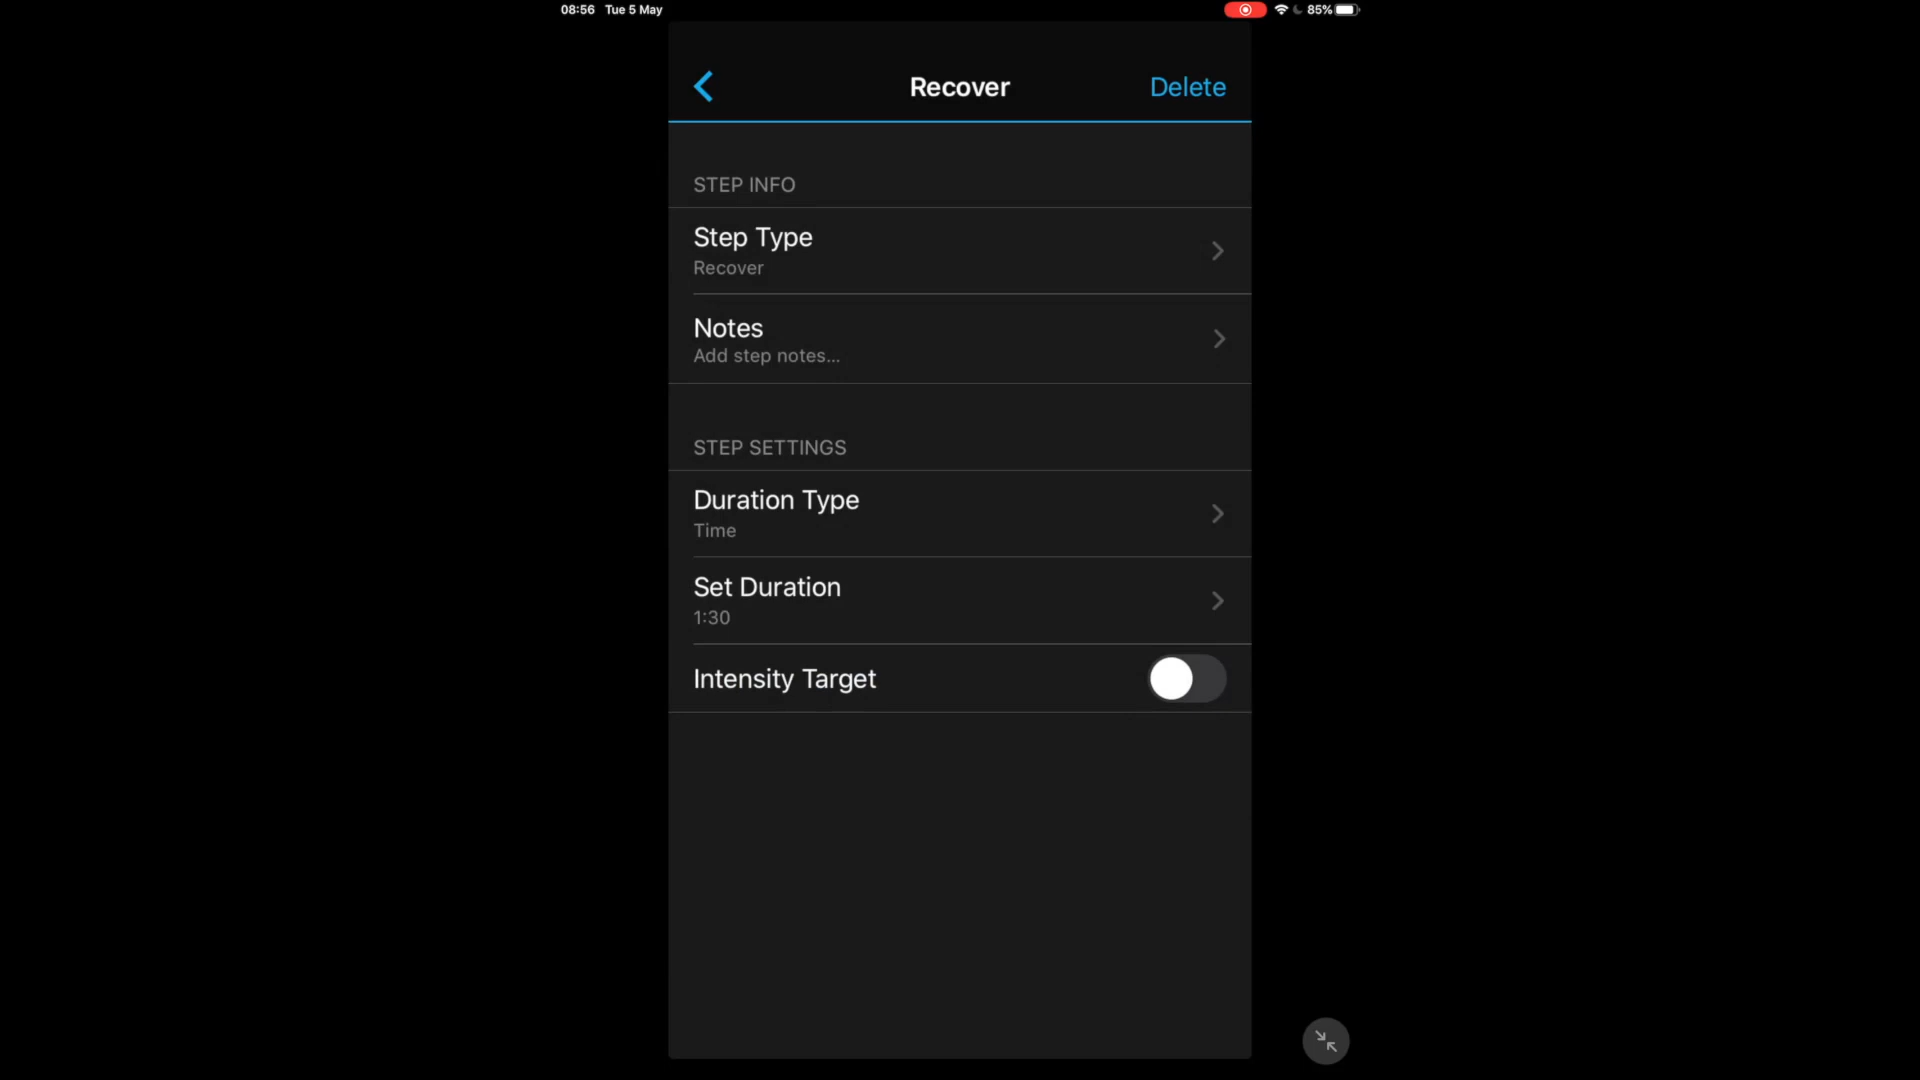 08:56 Tue 5 May 85%
Recover Delete
STEP INFO
Step Type
Recover
Notes
Add step notes...
STEP SETTINGS
Duration Type
Time
Set Duration
1:30
Intensity Target